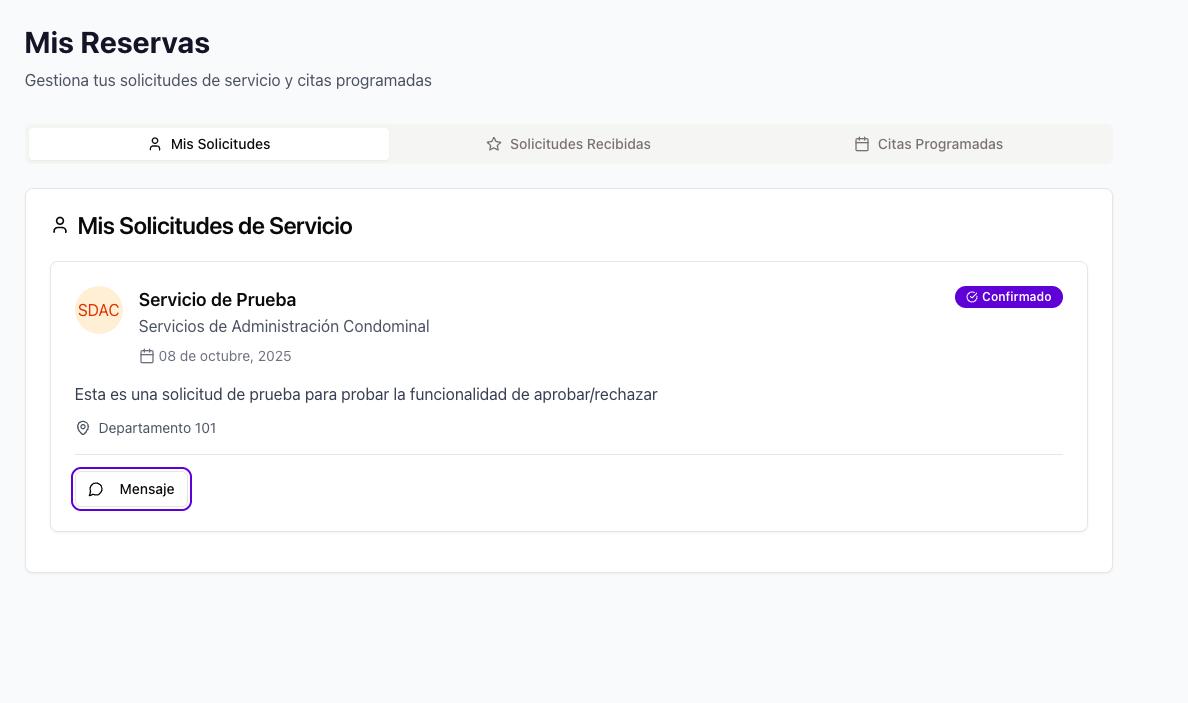 Mis Reservas
Gestiona tus solicitudes de servicio y citas programadas
Mis Solicitudes
Solicitudes Recibidas
Citas Programadas
Mis Solicitudes de Servicio
SDAC
Servicio de Prueba
Confirmado
Servicios de Administración Condominal
08 de octubre, 2025
Esta es una solicitud de prueba para probar la funcionalidad de aprobar/rechazar
Departamento 101
Mensaje